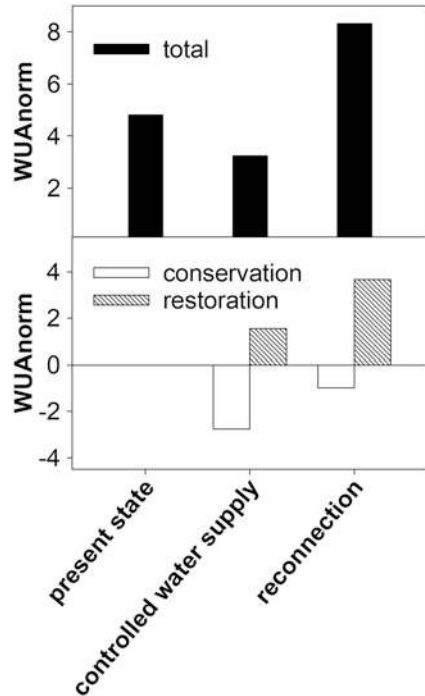 8
total
6
WUAnorm
4
2
conservation
4
restoration
2
WUAnorm
0
-2
-4
present state
controlled water supply
reconnection